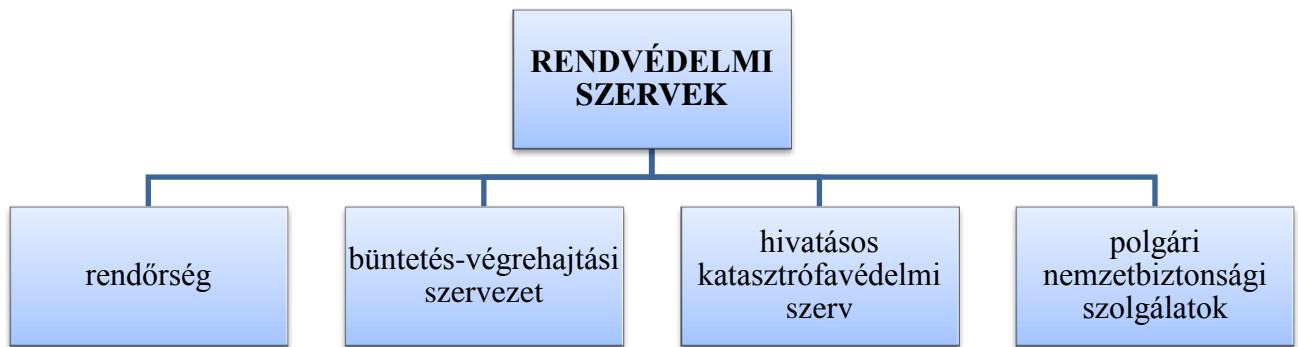 RENDVÉDELMI
SZERVEK
rendőrség
büntetés-végrehajtási
szervezet
hivatásos
katasztrófavédelmi
szerv
polgári
nemzetbiztonsági
szolgálatok